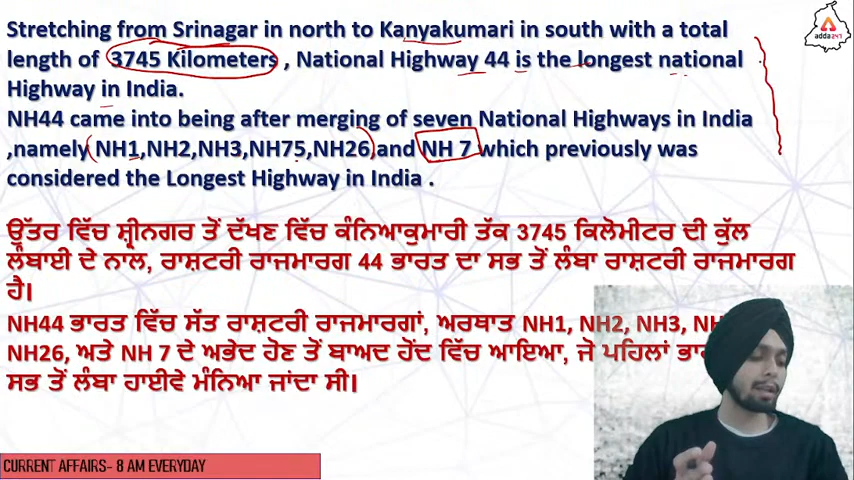 Stretching from Srinagar in north to Kanyakumari in south with a total
length of 3745 Kilometers , National Highway 44 is the longest national
Highway in India.
NH44 came into being after merging of seven National Highways in India
,namely NH1,NH2,NH3,NH75,NH26,and NH 7 which previously was
considered the Longest Highway in India .
ਉੱਤਰ ਵਿੱਚ ਸ਼੍ਰੀਨਗਰ ਤੋਂ ਦੱਖਣ ਵਿੱਚ ਕੰਨਿਆਕੁਮਾਰੀ ਤੱਕ 3745 ਕਿਲੋਮੀਟਰ ਦੀ ਕੁੱਲ
ਲੰਬਾਈ ਦੇ ਨਾਲ, ਰਾਸ਼ਟਰੀ ਰਾਜਮਾਰਗ 44 ਭਾਰਤ ਦਾ ਸਭ ਤੋਂ ਲੰਬਾ ਰਾਸ਼ਟਰੀ ਰਾਜਮਾਰਗ
ਹੈ।
NH44 ਭਾਰਤ ਵਿੱਚ ਸੱਤ ਰਾਸ਼ਟਰੀ ਰਾਜਮਾਰਗਾਂ, ਅਰਥਾਤ NH1, NH2, NH3,
NH26, ਅਤੇ NH 7 ਦੇ ਅਭੇਦ ਹੋਣ ਤੋਂ ਬਾਅਦ ਹੋਂਦ ਵਿੱਚ ਆਇਆ, ਜੋ ਪਹਿਲਾਂ
ਸਭ ਤੋਂ ਲੰਬਾ ਹਾਈਵੇ ਮੰਨਿਆ ਜਾਂਦਾ ਸੀ।
adda247
CURRENT AFFAIRS- 8 AM EVERYDAY